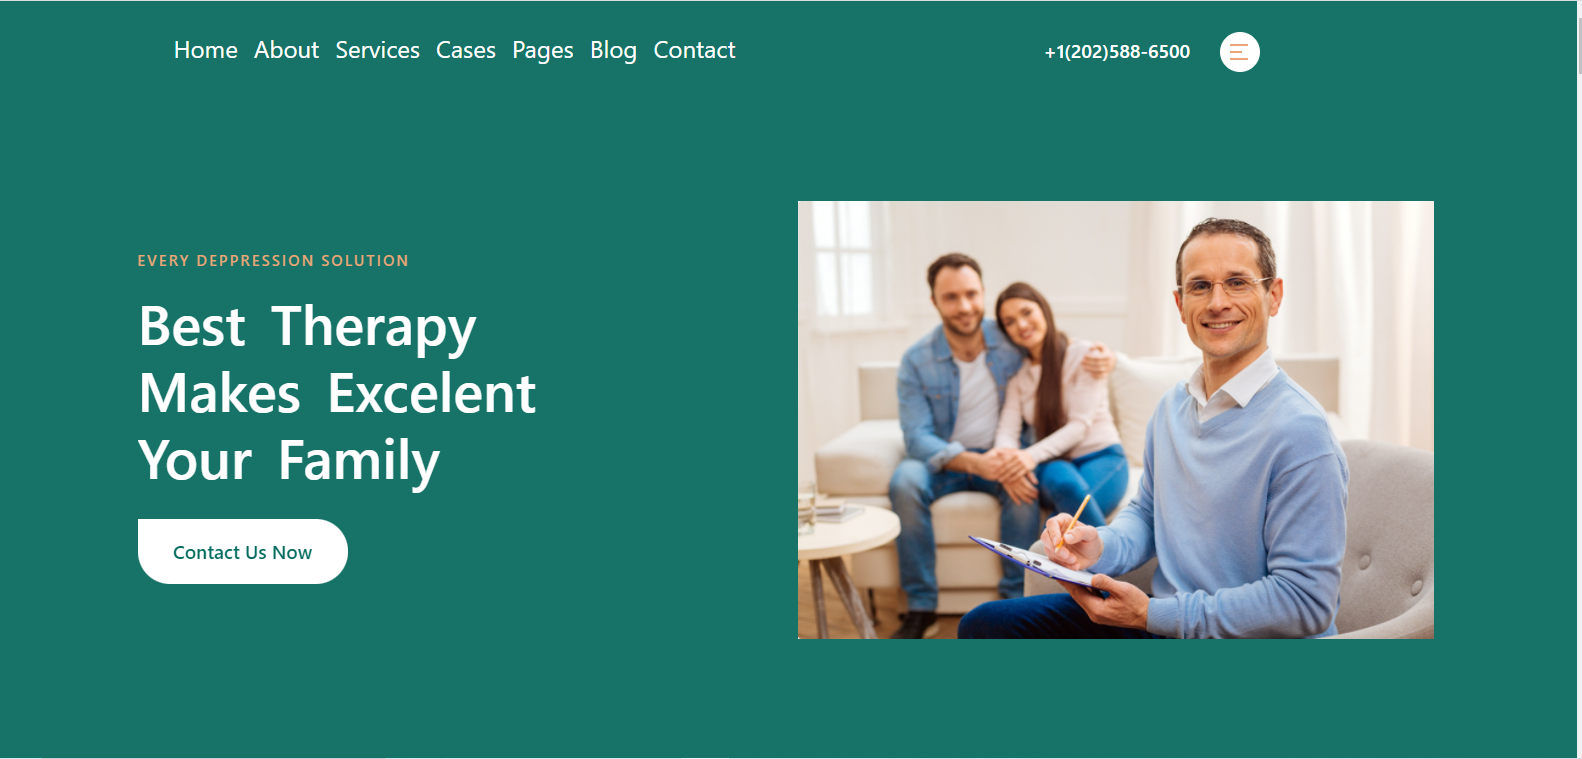 Home About Services Cases Pages Blog Contact
+1(202)588-6500
EVERY DEPPRESSION SOLUTION
Best Therapy
Makes Excelent
Your Family
Contact Us Now